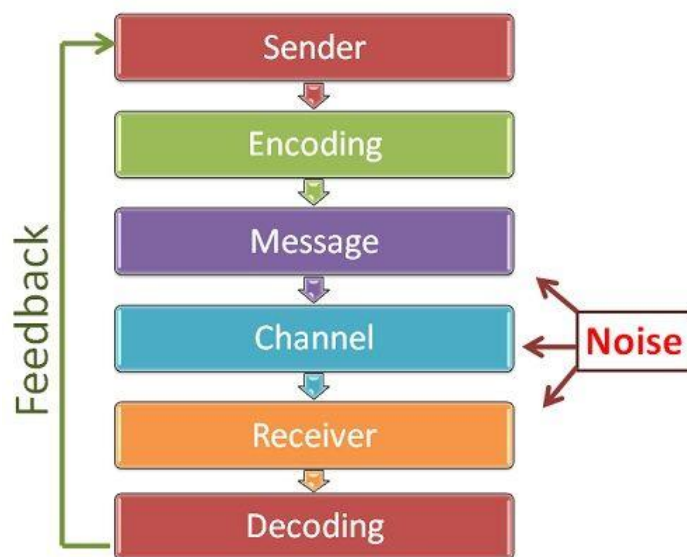 Sender
Encoding
Message
Channel
Receiver
Decoding
Feedback
Noise